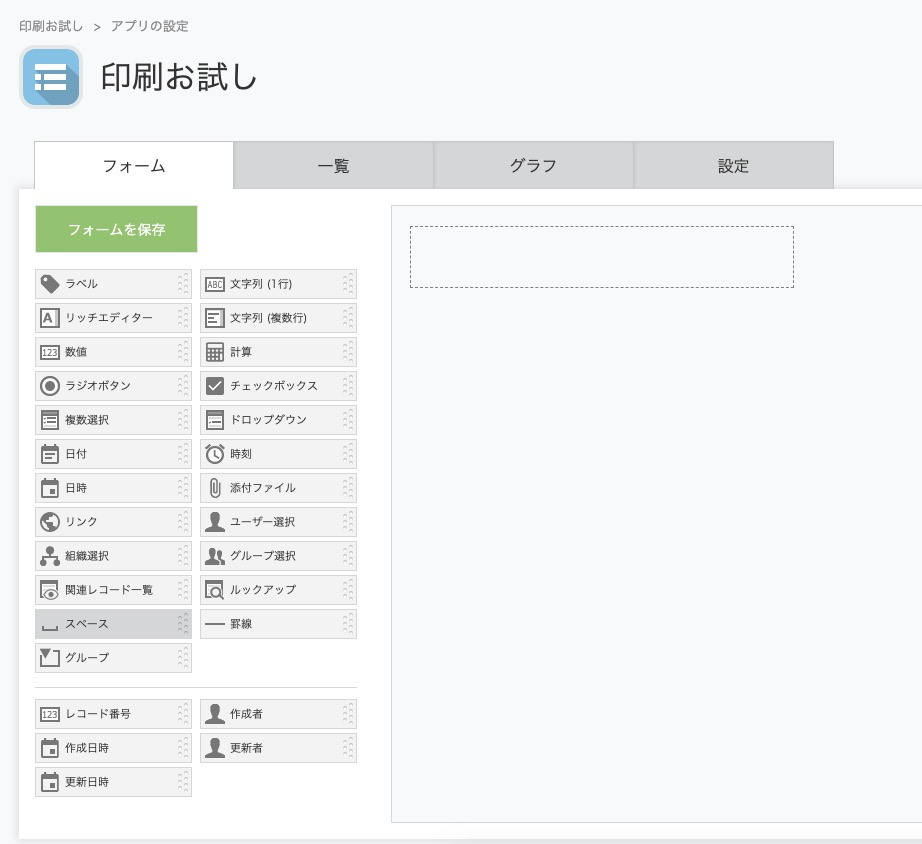 印刷お試し > アプリの設定
印刷お試し
フォーム 一覧 グラフ 設定
フォームを保存
ラベル ABC 文字列 (1行)
A リッチエディター 文字列 (複数行)
123 数値 計算
ラジオボタン チェックボックス
複数選択 ドロップダウン
日付 時刻
日時 添付ファイル
リンク ユーザー選択
組織選択 グループ選択
関連レコード一覧 ルックアップ
スペース 罫線
グループ
123 レコード番号 作成者
作成日時 更新者
更新日時